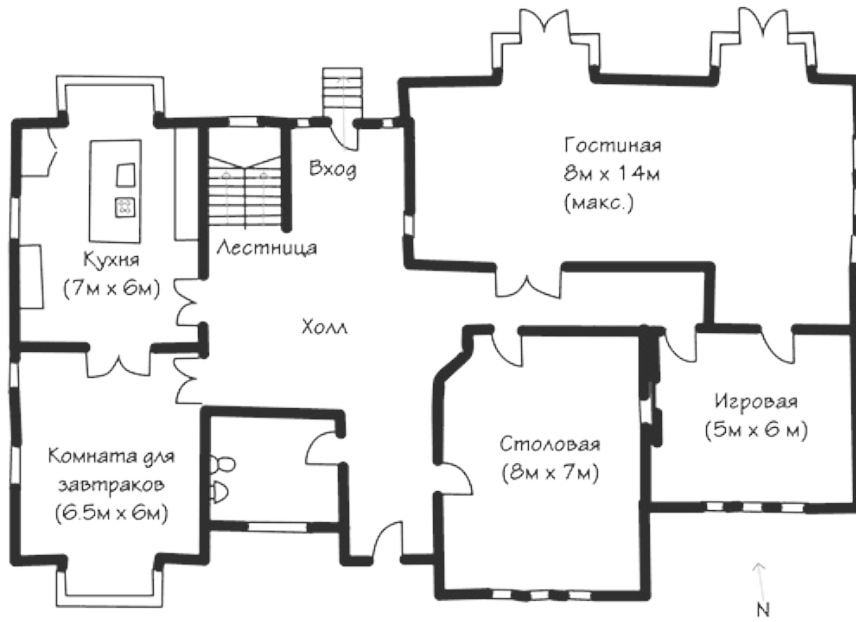 Гостиная
8м x 14м
(макс.)
Вход
Лестница
Кухня
(7м x 6м)
Холл
Игровая
(5м x 6 м)
Столовая
(8м x 7м)
Комната для
завтраков
(6.5м x 6м)
N